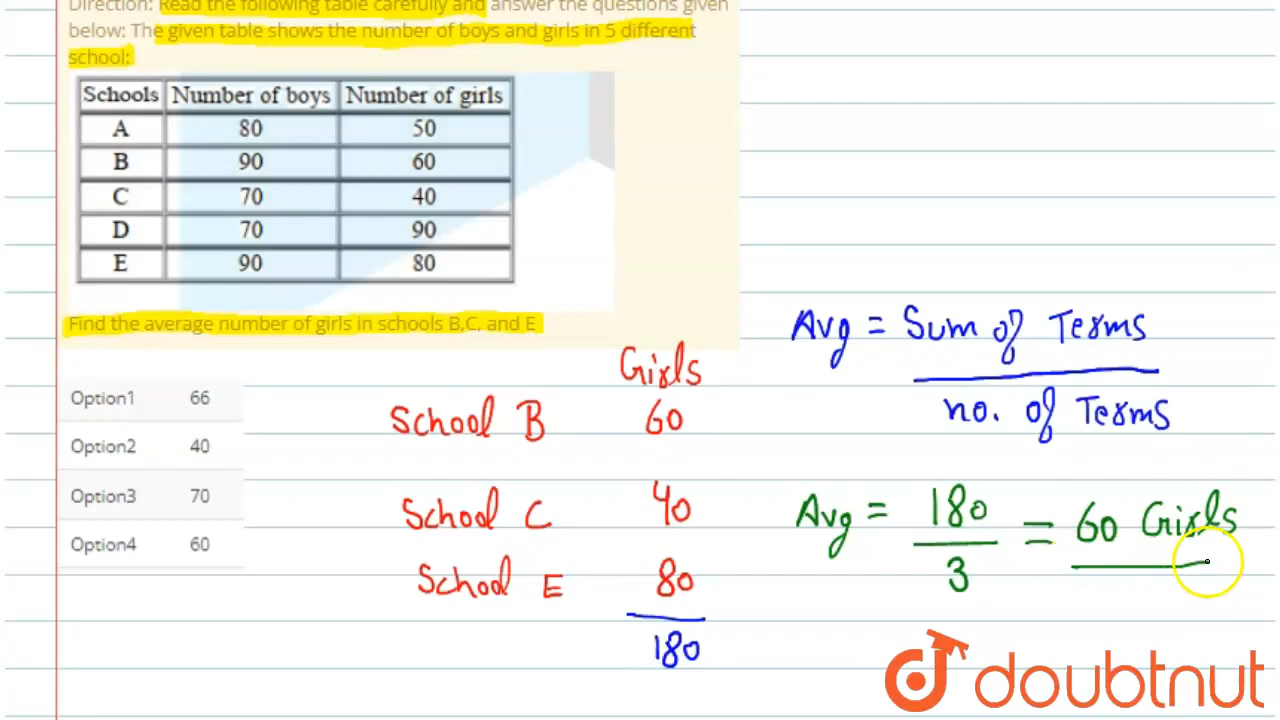 Direction: Read the following table carefully and answer the questions given
below: The given table shows the number of boys and girls in 5 different
school:
Schools Number of boys Number of girls
A 80 50
B 90 60
C 70 40
D 70 90
E 90 80
Find the average number of girls in schools B,C, and E
Option1 66
Option2 40
Option3 70
Option4 60
Girls
School B 60
School C 40
School E 80
180
Avg = Sum of Terms
no. of Terms
Avg = 180 = 60 Girls
3
doubtnut